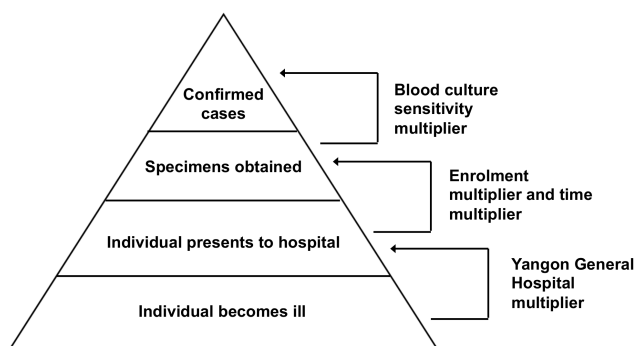 Confirmed
cases
Blood culture
sensitivity
multiplier
Specimens obtained
Enrolment
multiplier and time
multiplier
Individual presents to hospital
Yangon General
Hospital
multiplier
Individual becomes ill